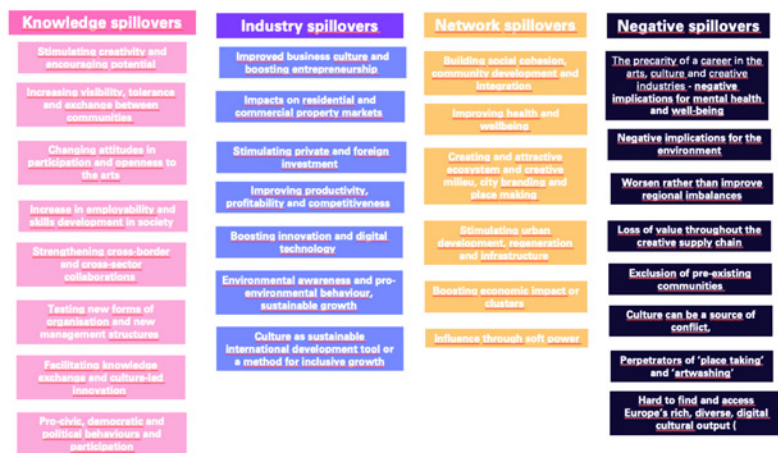 Knowledge spillovers
Stimulating creativity and
encouraging potential
Increasing visibility, tolerance
and exchange between
communities
Changing attitudes in
participation and openness to
the arts
Increase in employability and
skills development in society
Strengthening cross-border
and cross-sector
collaborations
Testing new forms of
organisation and new
management structures
Facilitating knowledge
exchange and culture-led
innovation
Pro-civic, democratic and
political behaviours and
participation
Industry spillovers
Improved business culture and
boosting entrepreneurship
Impacts on residential and
commercial property markets
Stimulating private and foreign
investment
Improving productivity,
profitability and competitiveness
Boosting innovation and digital
technology
Environmental awareness and pro-
environmental behaviour,
sustainable growth
Culture as sustainable
international development tool or
a method for inclusive growth
Network spillovers
Building social cohesion,
community development and
integration
Improving health and
wellbeing
Creating and attractive
ecosystem and creative
milieu, city branding and
place making
Stimulating urban
development, regeneration
and infrastructure
Boosting economic impact or
clusters
Influence through soft power
Negative spillovers
The precarity of a career in the
arts, culture and creative
industries - negative
implications for mental health
and well-being
Negative implications for the
environment
Worsen rather than improve
regional imbalances
Loss of value throughout the
creative supply chain
Exclusion of pre-existing
communities
Culture can be a source of
conflict,
Perpetrators of ‘place taking’
and ‘artwashing’
Hard to find and access
Europe’s rich, diverse, digital
cultural output (